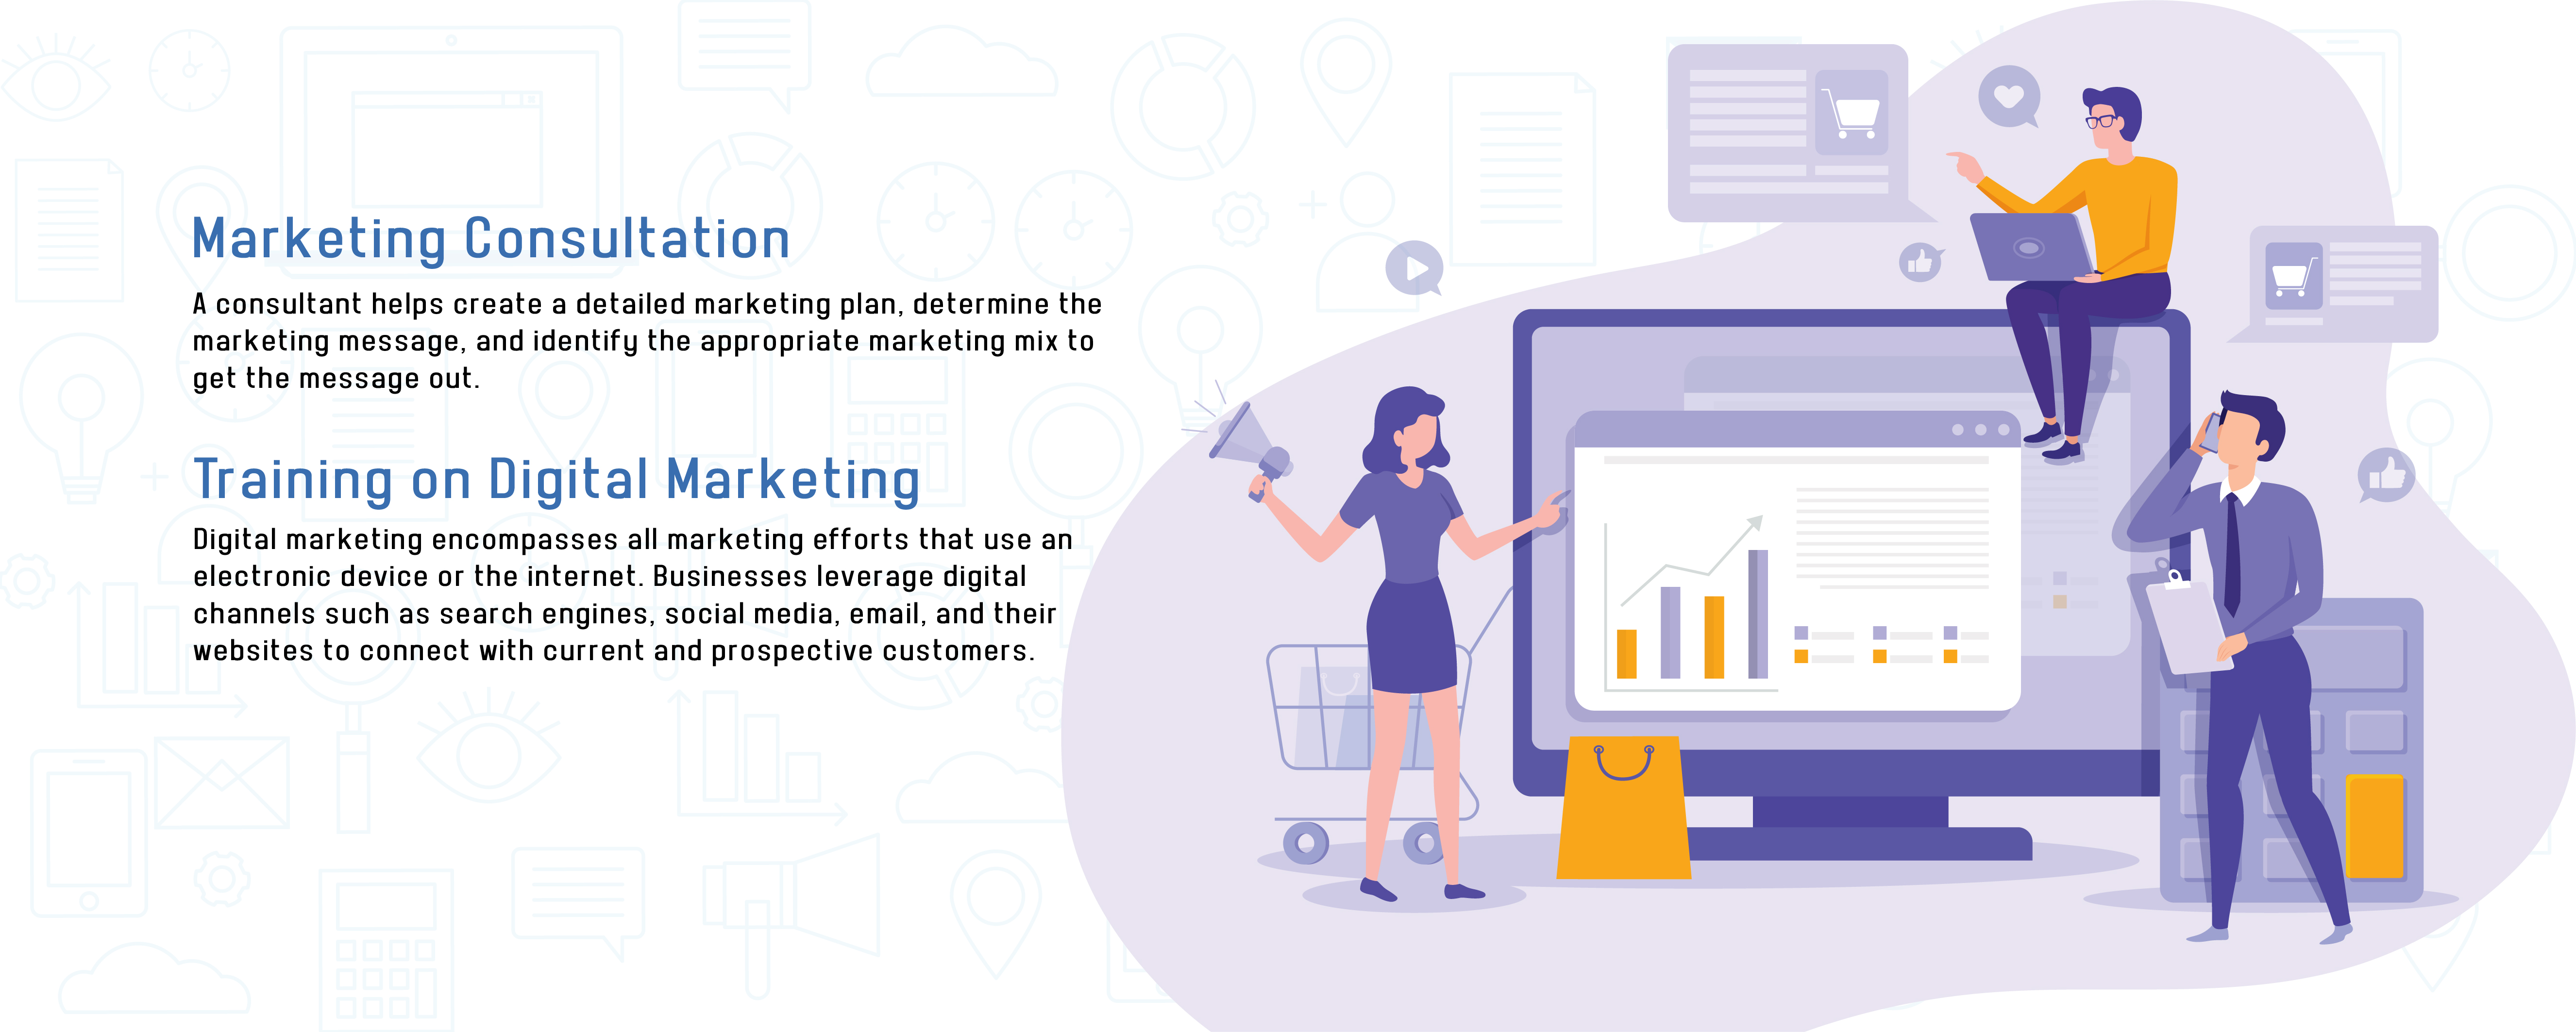 Marketing Consultation
A consultant helps create a detailed marketing plan, determine the
marketing message, and identify the appropriate marketing mix to
get the message out.
Training on Digital Marketing
Digital marketing encompasses all marketing efforts that use an
electronic device or the internet. Businesses leverage digital
channels such as search engines, social media, email, and their
websites to connect with current and prospective customers.